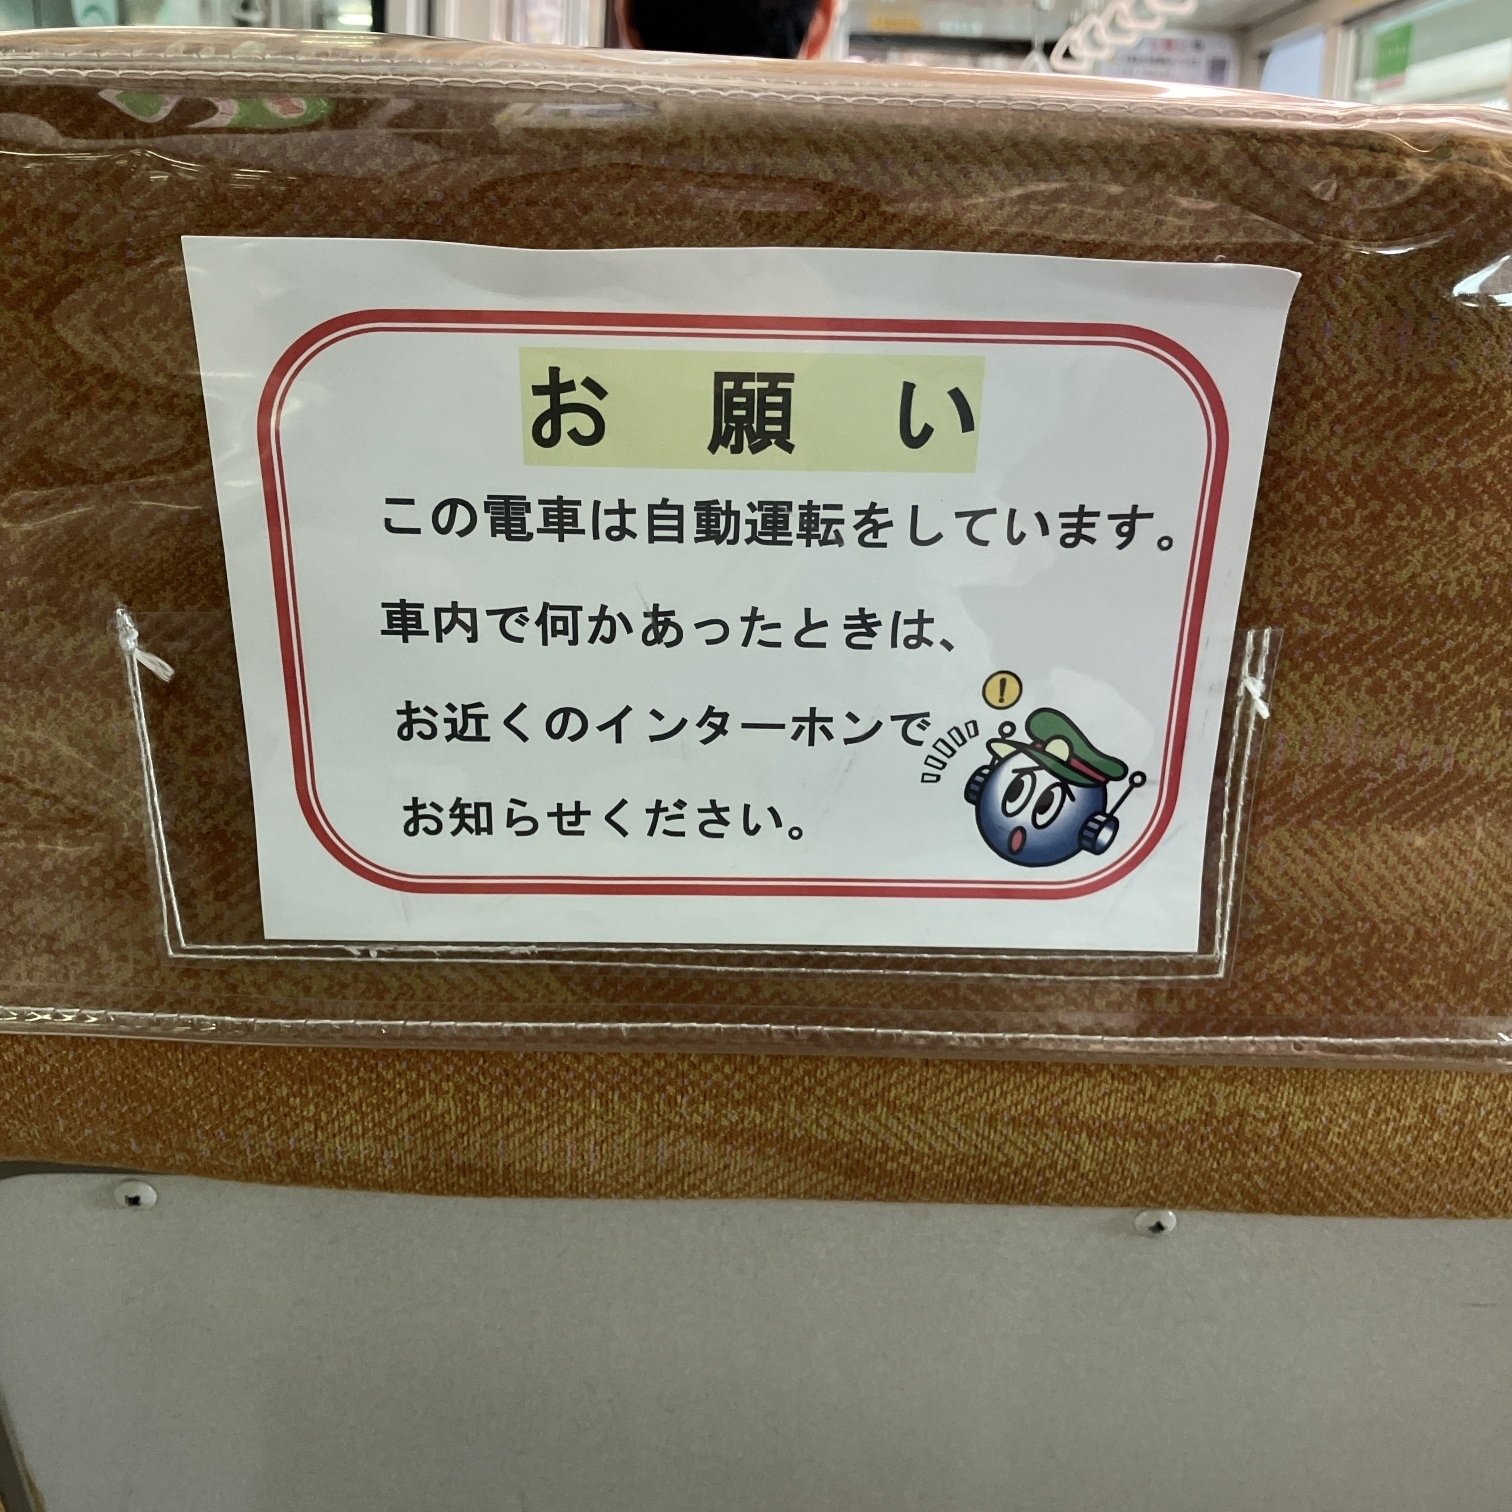 お願い
この電車は自動運転をしています。
車内で何かあったときは、
お近くのインターホンで
お知らせください。
!